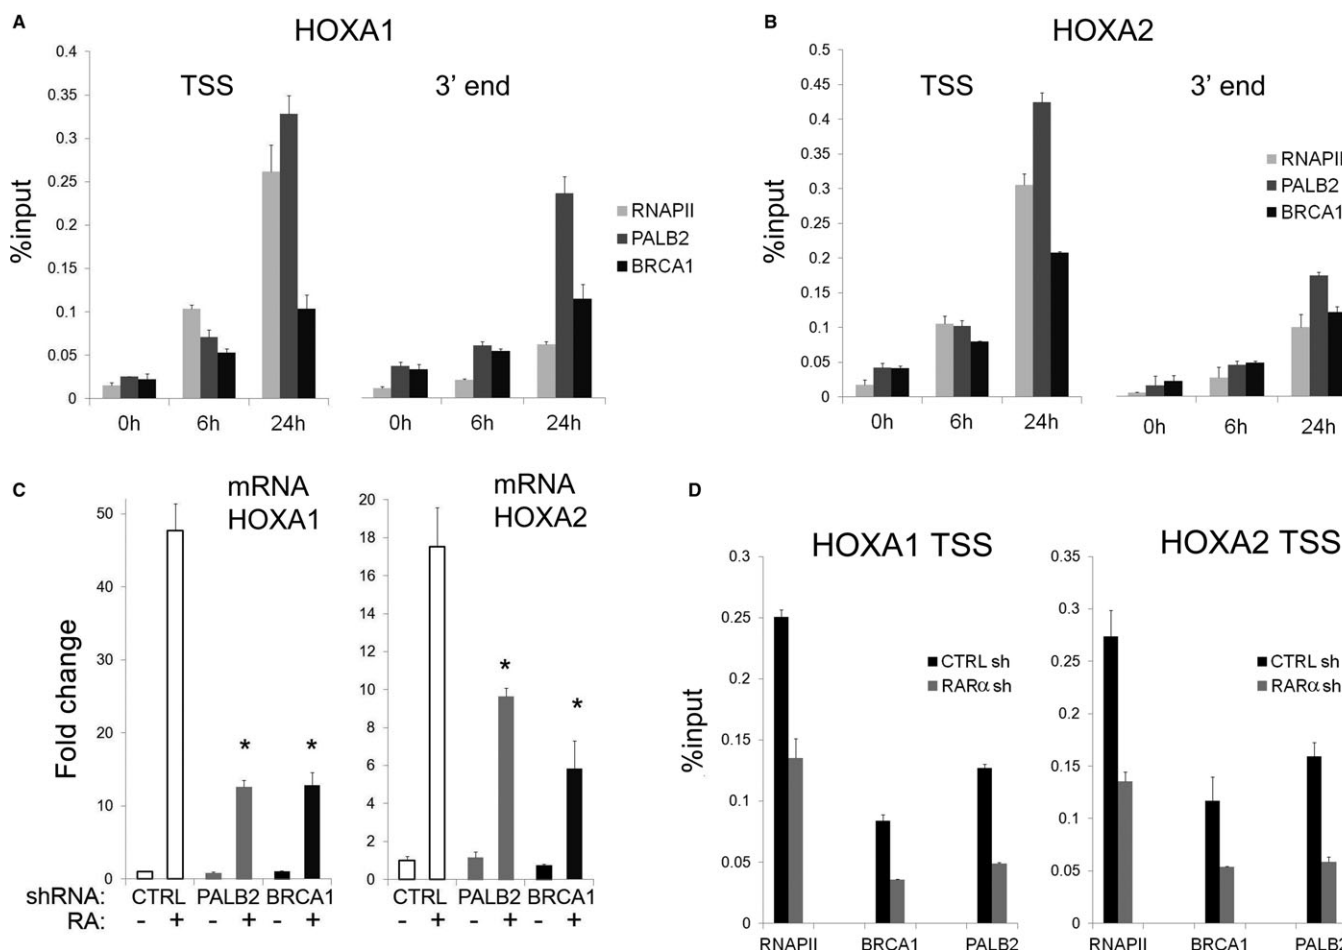 A
HOXA1
TSS
3' end
%input
0.4
0.35
0.3
0.25
0.2
0.15
0.1
0.05
0
RNAPII
PALB2
BRCA1
0h 6h 24h 0h 6h 24h
B
HOXA2
TSS
3' end
%input
0.5
0.45
0.4
0.35
0.3
0.25
0.2
0.15
0.1
0.05
0
RNAPII
PALB2
BRCA1
0h 6h 24h 0h 6h 24h
C
mRNA
HOXA1
Fold change
50
40
30
20
10
0
* *
mRNA
HOXA2
20
18
16
14
12
10
8
6
4
2
0
*
*
shRNA: CTRL PALB2 BRCA1 CTRL PALB2 BRCA1
RA: - + - + - + - + - + - +
D
HOXA1 TSS
%input
0.3
0.25
0.2
0.15
0.1
0.05
0
CTRL sh
RARα sh
RNAPII BRCA1 PALB2
HOXA2 TSS
0.35
0.3
0.25
0.2
0.15
0.1
0.05
0
CTRL sh
RARα sh
RNAPII BRCA1 PALB2